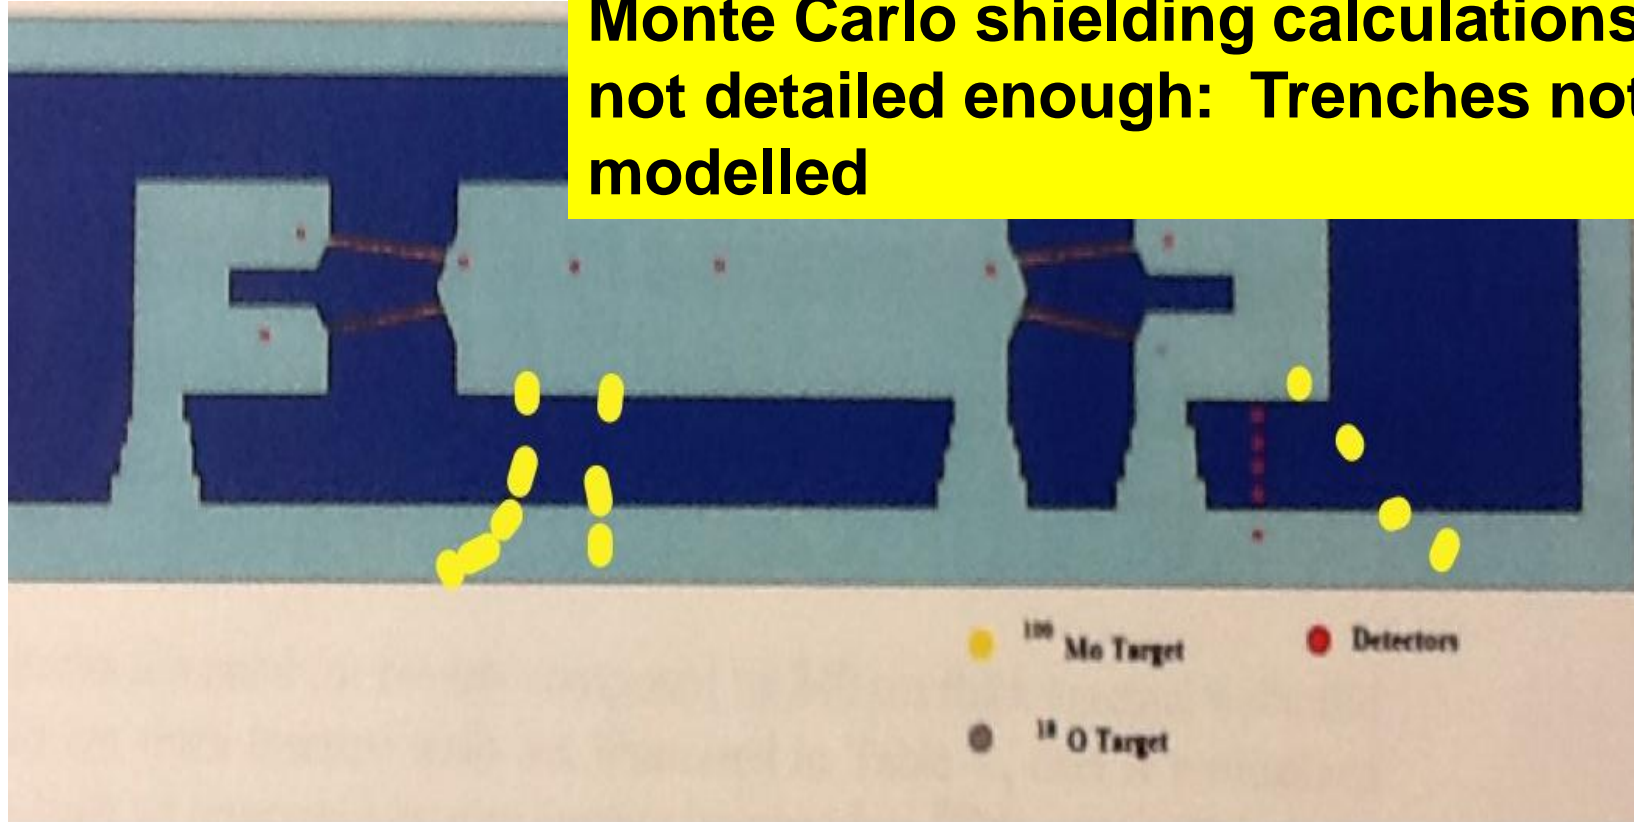 Monte Carlo shielding calculations
not detailed enough: Trenches not
modelled
100 Mo Target
Detectors
18 O Target